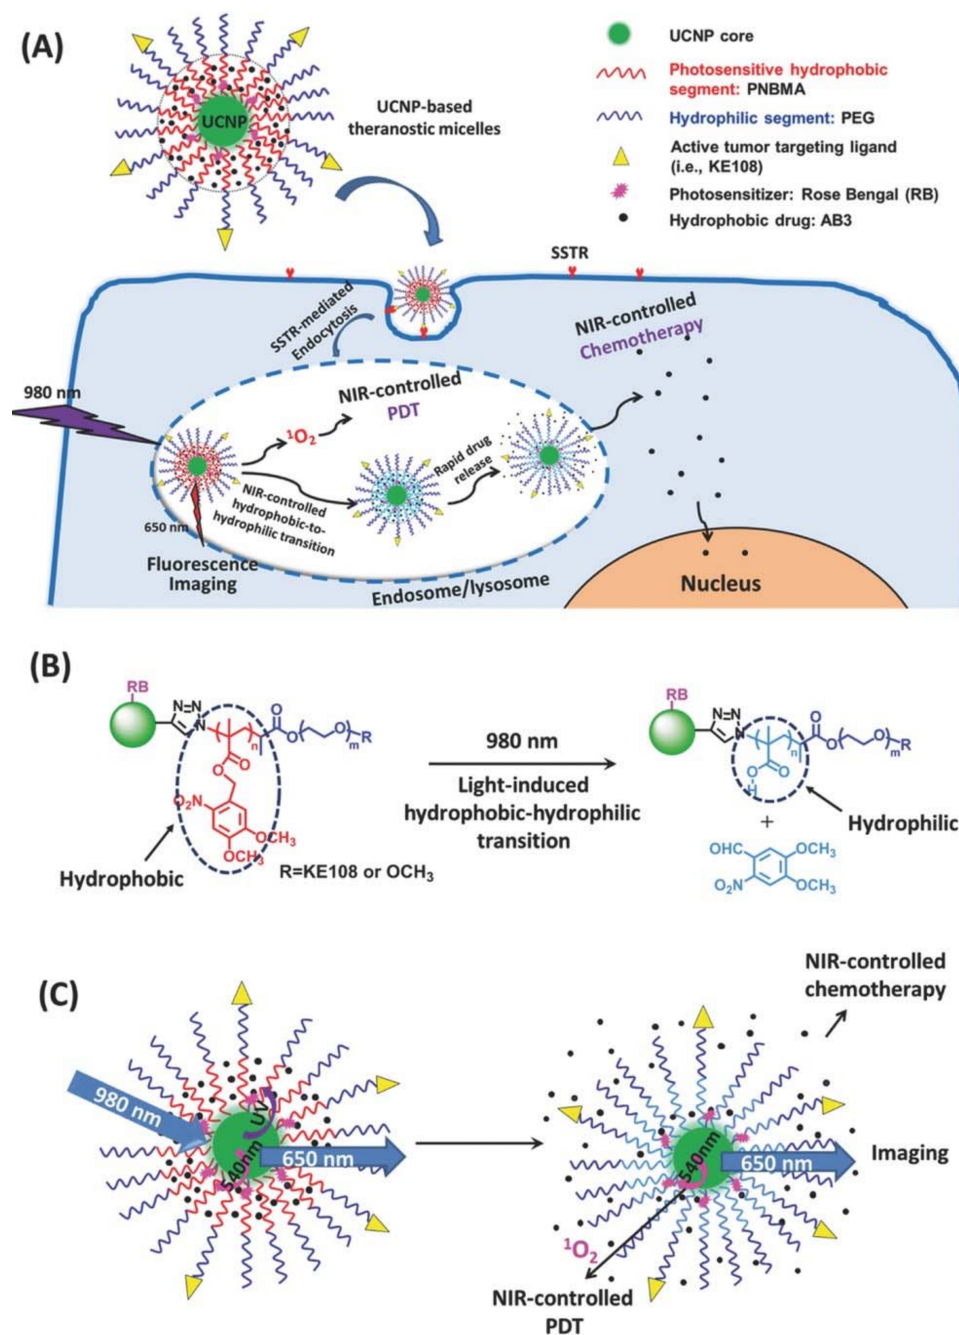 (A)
UCNP
UCNP-based
theranostic micelles
UCNP core
Photosensitive hydrophobic
segment: PNBMA
Hydrophilic segment: PEG
Active tumor targeting ligand
(i.e., KE108)
Photosensitizer: Rose Bengal (RB)
Hydrophobic drug: AB3
SSTR
SSTR-mediated
Endocytosis
NIR-controlled
Chemotherapy
980 nm
NIR-controlled
PDT
¹O₂
Rapid drug
release
NIR-controlled
hydrophobic-to-
hydrophilic transition
650 nm
Fluorescence
Imaging
Endosome/lysosome
Nucleus
(B)
RB
N=N
N
n
O
O
m
R
O
O
O₂N
OCH₃
OCH₃
Hydrophobic
R=KE108 or OCH₃
980 nm
Light-induced
hydrophobic-hydrophilic
transition
RB
N=N
N
n
O
O
m
R
O
O
H
+
Hydrophilic
OHC
OCH₃
O₂N
OCH₃
(C)
NIR-controlled
chemotherapy
980 nm
UV
540nm
650 nm
540nm
650 nm
Imaging
¹O₂
NIR-controlled
PDT